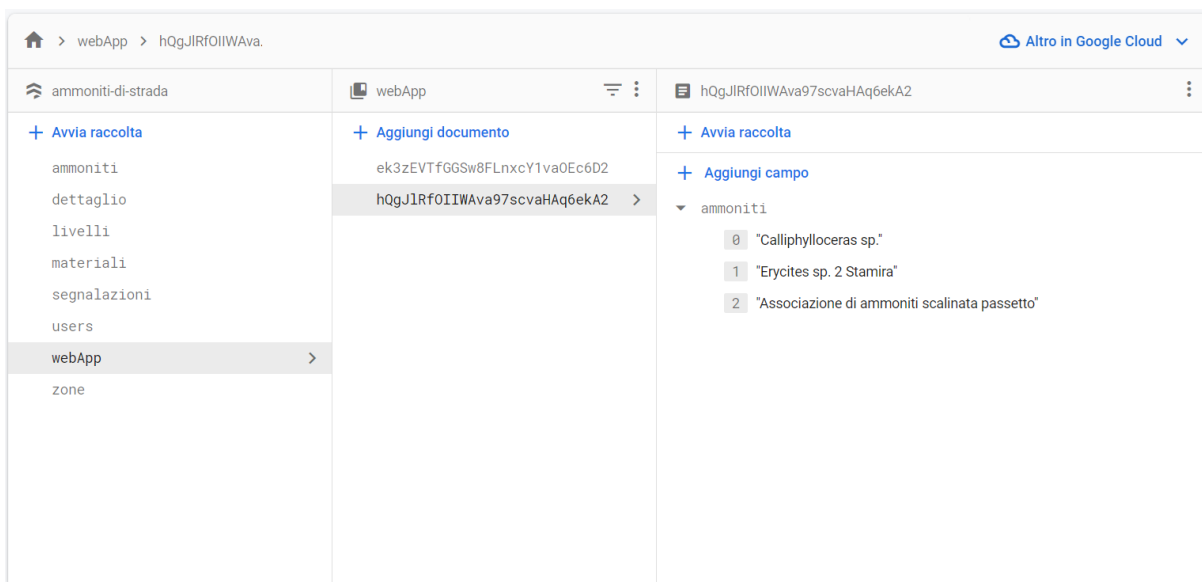 webApp > hQgJlRfOIIWAva.
Altro in Google Cloud
ammoniti-di-strada
webApp
hQgJlRfOIIWAva97scvaHAq6ekA2
+ Avvia raccolta
ammoniti
dettaglio
livelli
materiali
segnalazioni
users
webApp
zone
+ Aggiungi documento
ek3zEVTfGGSw8FLnxcY1vaOEc6D2
hQgJlRfOIIWAva97scvaHAq6ekA2
+ Avvia raccolta
+ Aggiungi campo
ammoniti
0 "Calliphylloceras sp."
1 "Erycites sp. 2 Stamira"
2 "Associazione di ammoniti scalinata passetto"